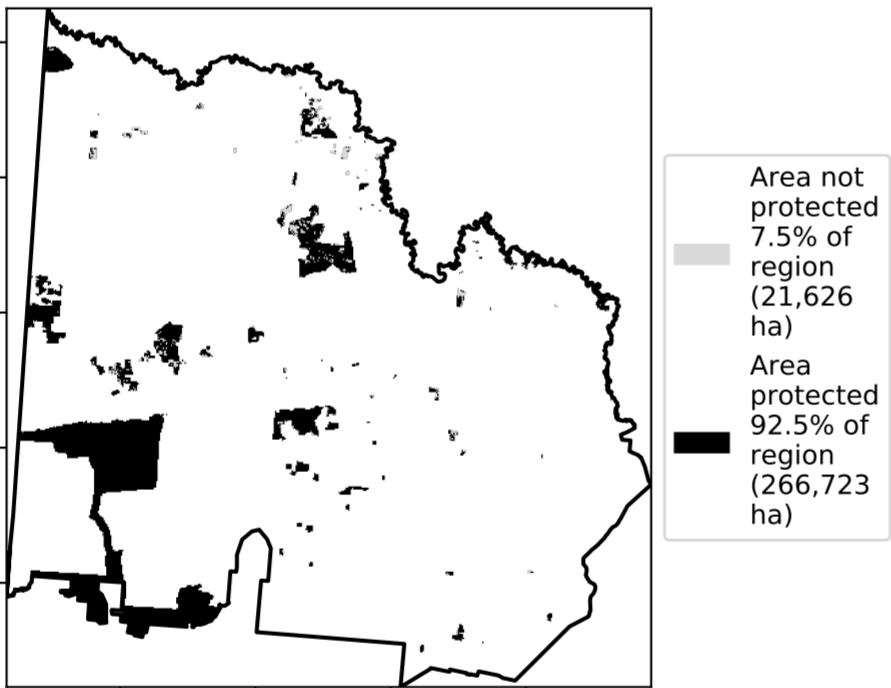 Area not
protected
7.5% of
region
(21,626
ha)
Area
protected
92.5% of
region
(266,723
ha)